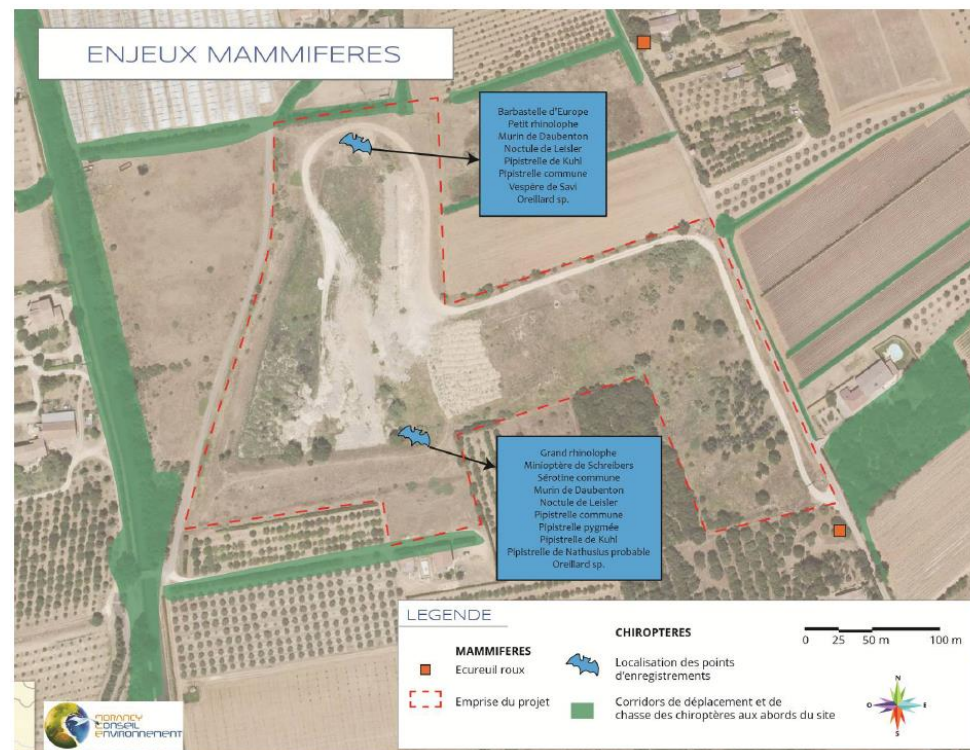 ENJEUX MAMMIFERES
Barbastelle d'Europe
Petit rhinolophe
Murin de Daubenton
Noctule de Leisler
Pipistrelle de Kuhl
Pipistrelle commune
Vespère de Savi
Oreillard sp.
Grand rhinolophe
Minioptère de Schreibers
Sérotine commune
Murin de Daubenton
Noctule de Leisler
Pipistrelle commune
Pipistrelle pygmée
Pipistrelle de Kuhl
Pipistrelle de Nathusius probable
Oreillard sp.
LEGENDE
MAMMIFERES
Ecureuil roux
Emprise du projet
CHIROPTERES
Localisation des points
d'enregistrements
Corridors de déplacement et de
chasse des chiroptères aux abords du site
0 25 50 m 100 m
N
O E
S
NORANCY
CONSEIL
ENVIRONNEMENT